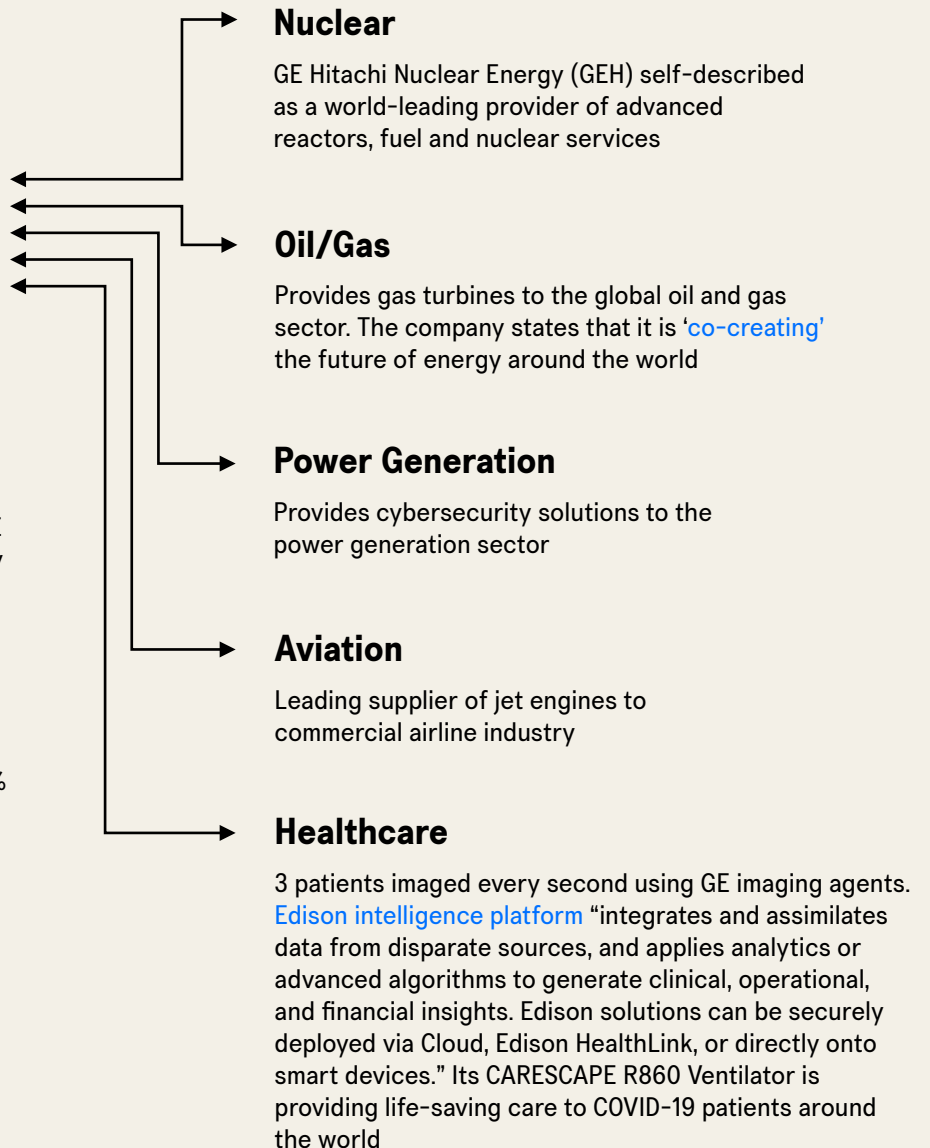 Nuclear
GE Hitachi Nuclear Energy (GEH) self-described
as a world-leading provider of advanced
reactors, fuel and nuclear services
Oil/Gas
Provides gas turbines to the global oil and gas
sector. The company states that it is ‘co-creating’
the future of energy around the world
Power Generation
Provides cybersecurity solutions to the
power generation sector
Aviation
Leading supplier of jet engines to
commercial airline industry
%
Healthcare
3 patients imaged every second using GE imaging agents.
Edison intelligence platform “integrates and assimilates
data from disparate sources, and applies analytics or
advanced algorithms to generate clinical, operational,
and financial insights. Edison solutions can be securely
deployed via Cloud, Edison HealthLink, or directly onto
smart devices.” Its CARESCAPE R860 Ventilator is
providing life-saving care to COVID-19 patients around
the world